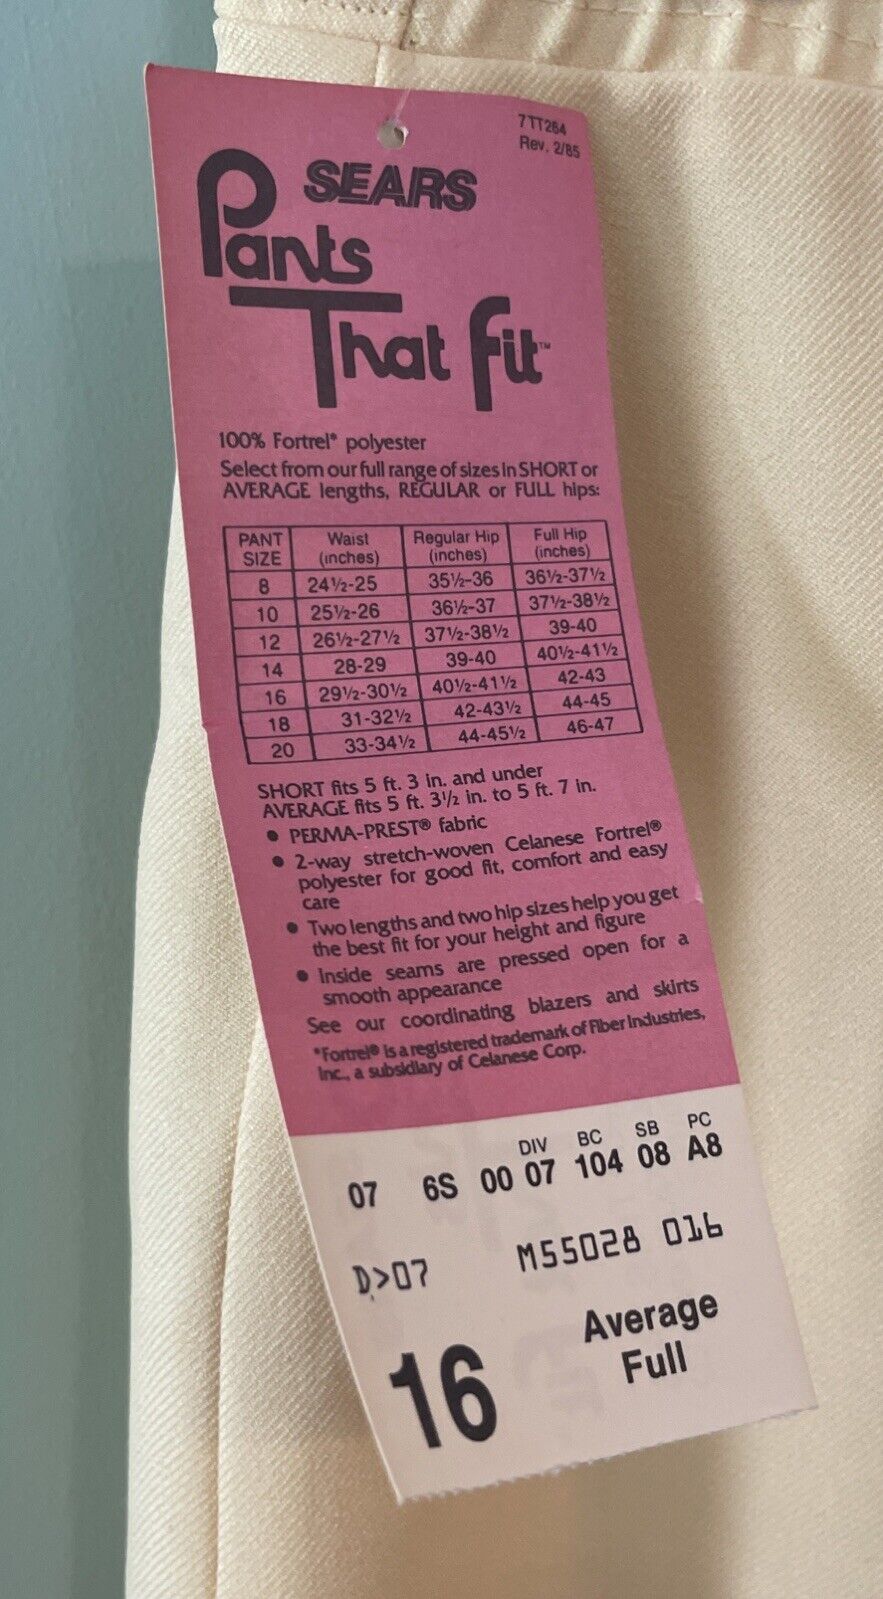 7TT264
Rev. 2/85
SEARS
Pants
That Fit™
100% Fortrel* polyester
Select from our full range of sizes in SHORT or
AVERAGE lengths, REGULAR or FULL hips:
PANT SIZE Waist (inches) Regular Hip (inches) Full Hip (inches)
8 24½-25 35½-36 36½-37½
10 25½-26 36½-37 37½-38½
12 26½-27½ 37½-38½ 39-40
14 28-29 39-40 40½-41½
16 29½-30½ 40½-41½ 42-43
18 31-32½ 42-43½ 44-45
20 33-34½ 44-45½ 46-47
SHORT fits 5 ft. 3 in. and under
AVERAGE fits 5 ft. 3½ in. to 5 ft. 7 in.
• PERMA-PREST® fabric
• 2-way stretch-woven Celanese Fortrel®
polyester for good fit, comfort and easy
care
• Two lengths and two hip sizes help you get
the best fit for your height and figure
• Inside seams are pressed open for a
smooth appearance
See our coordinating blazers and skirts
*Fortrel® is a registered trademark of Fiber Industries,
Inc., a subsidiary of Celanese Corp.
DIV BC SB PC
07 6S 00 07 104 08 A8
D>07 M55028 016
Average
Full
16